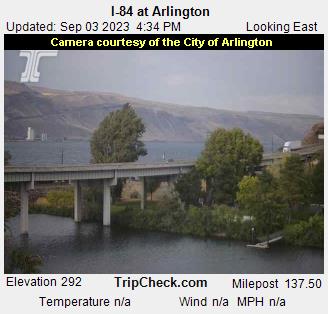 I-84 at Arlington
Updated: Sep 03 2023 4:34 PM Looking East
Camera courtesy of the City of Arlington
Elevation 292 TripCheck.com Milepost 137.50
Temperature n/a Wind n/a MPH n/a